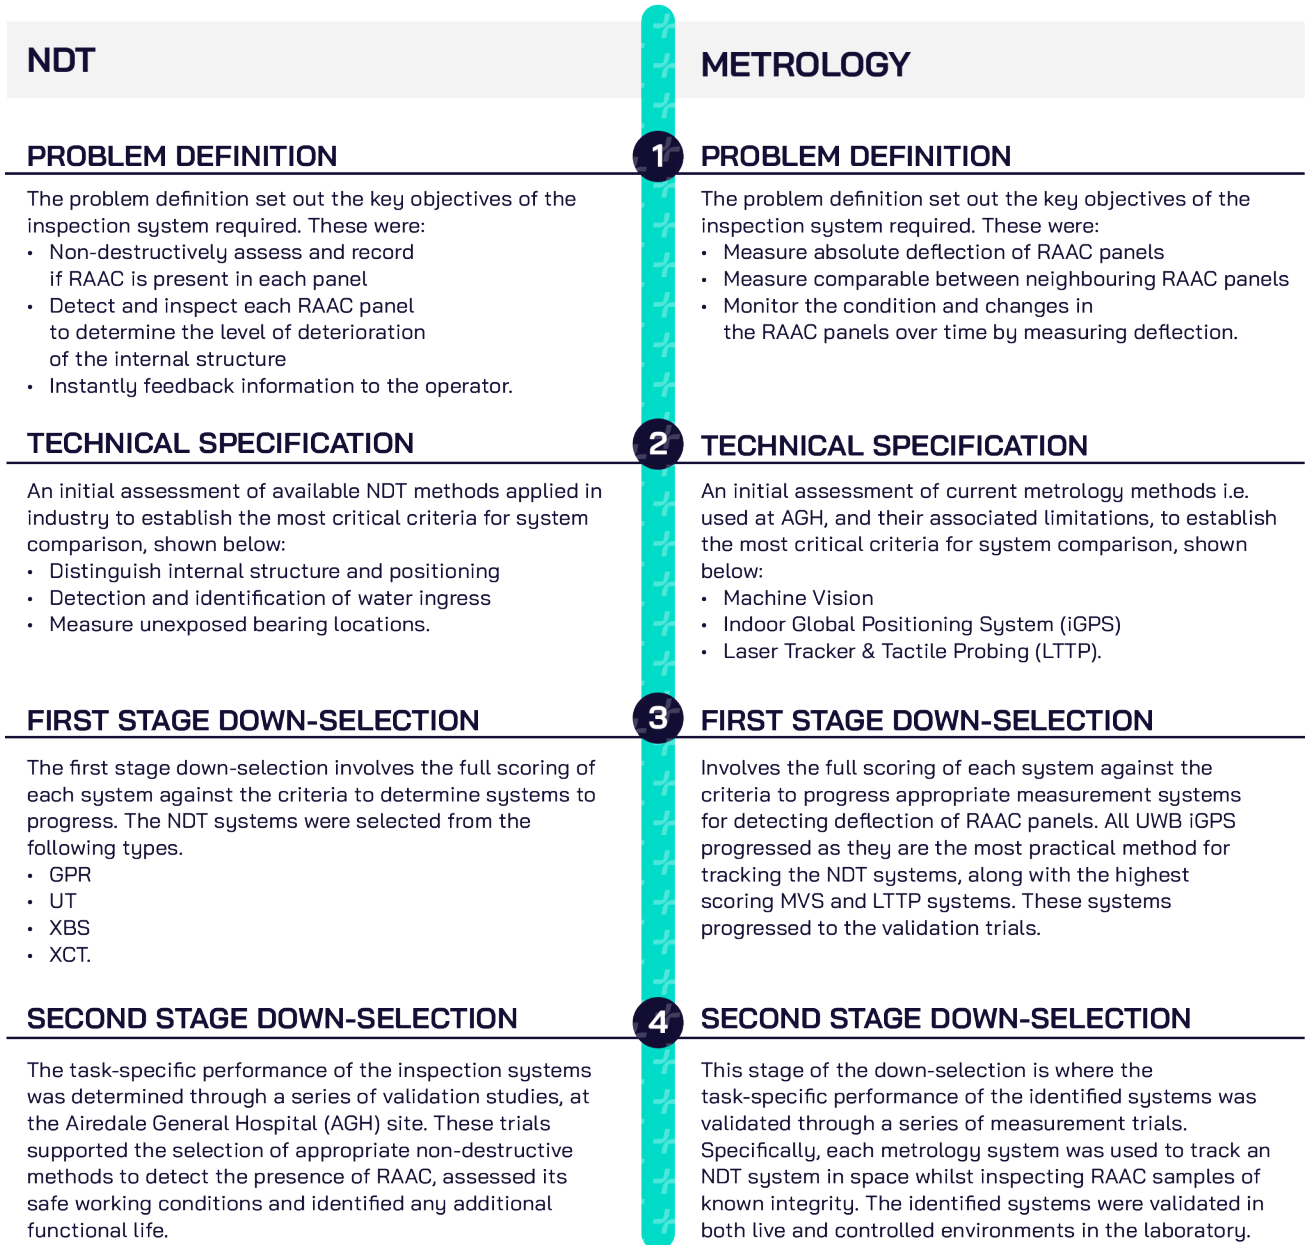 NDT
METROLOGY
1
PROBLEM DEFINITION
The problem definition set out the key objectives of the
inspection system required. These were:
• Non-destructively assess and record
if RAAC is present in each panel
• Detect and inspect each RAAC panel
to determine the level of deterioration
of the internal structure
• Instantly feedback information to the operator.
PROBLEM DEFINITION
The problem definition set out the key objectives of the
inspection system required. These were:
• Measure absolute deflection of RAAC panels
• Measure comparable between neighbouring RAAC panels
• Monitor the condition and changes in
the RAAC panels over time by measuring deflection.
2
TECHNICAL SPECIFICATION
An initial assessment of available NDT methods applied in
industry to establish the most critical criteria for system
comparison, shown below:
• Distinguish internal structure and positioning
• Detection and identification of water ingress
• Measure unexposed bearing locations.
TECHNICAL SPECIFICATION
An initial assessment of current metrology methods i.e.
used at AGH, and their associated limitations, to establish
the most critical criteria for system comparison, shown
below:
• Machine Vision
• Indoor Global Positioning System (iGPS)
• Laser Tracker & Tactile Probing (LTTP).
3
FIRST STAGE DOWN-SELECTION
The first stage down-selection involves the full scoring of
each system against the criteria to determine systems to
progress. The NDT systems were selected from the
following types.
• GPR
• UT
• XBS
• XCT.
FIRST STAGE DOWN-SELECTION
Involves the full scoring of each system against the
criteria to progress appropriate measurement systems
for detecting deflection of RAAC panels. All UWB iGPS
progressed as they are the most practical method for
tracking the NDT systems, along with the highest
scoring MVS and LTTP systems. These systems
progressed to the validation trials.
4
SECOND STAGE DOWN-SELECTION
The task-specific performance of the inspection systems
was determined through a series of validation studies, at
the Airedale General Hospital (AGH) site. These trials
supported the selection of appropriate non-destructive
methods to detect the presence of RAAC, assessed its
safe working conditions and identified any additional
functional life.
SECOND STAGE DOWN-SELECTION
This stage of the down-selection is where the
task-specific performance of the identified systems was
validated through a series of measurement trials.
Specifically, each metrology system was used to track an
NDT system in space whilst inspecting RAAC samples of
known integrity. The identified systems were validated in
both live and controlled environments in the laboratory.